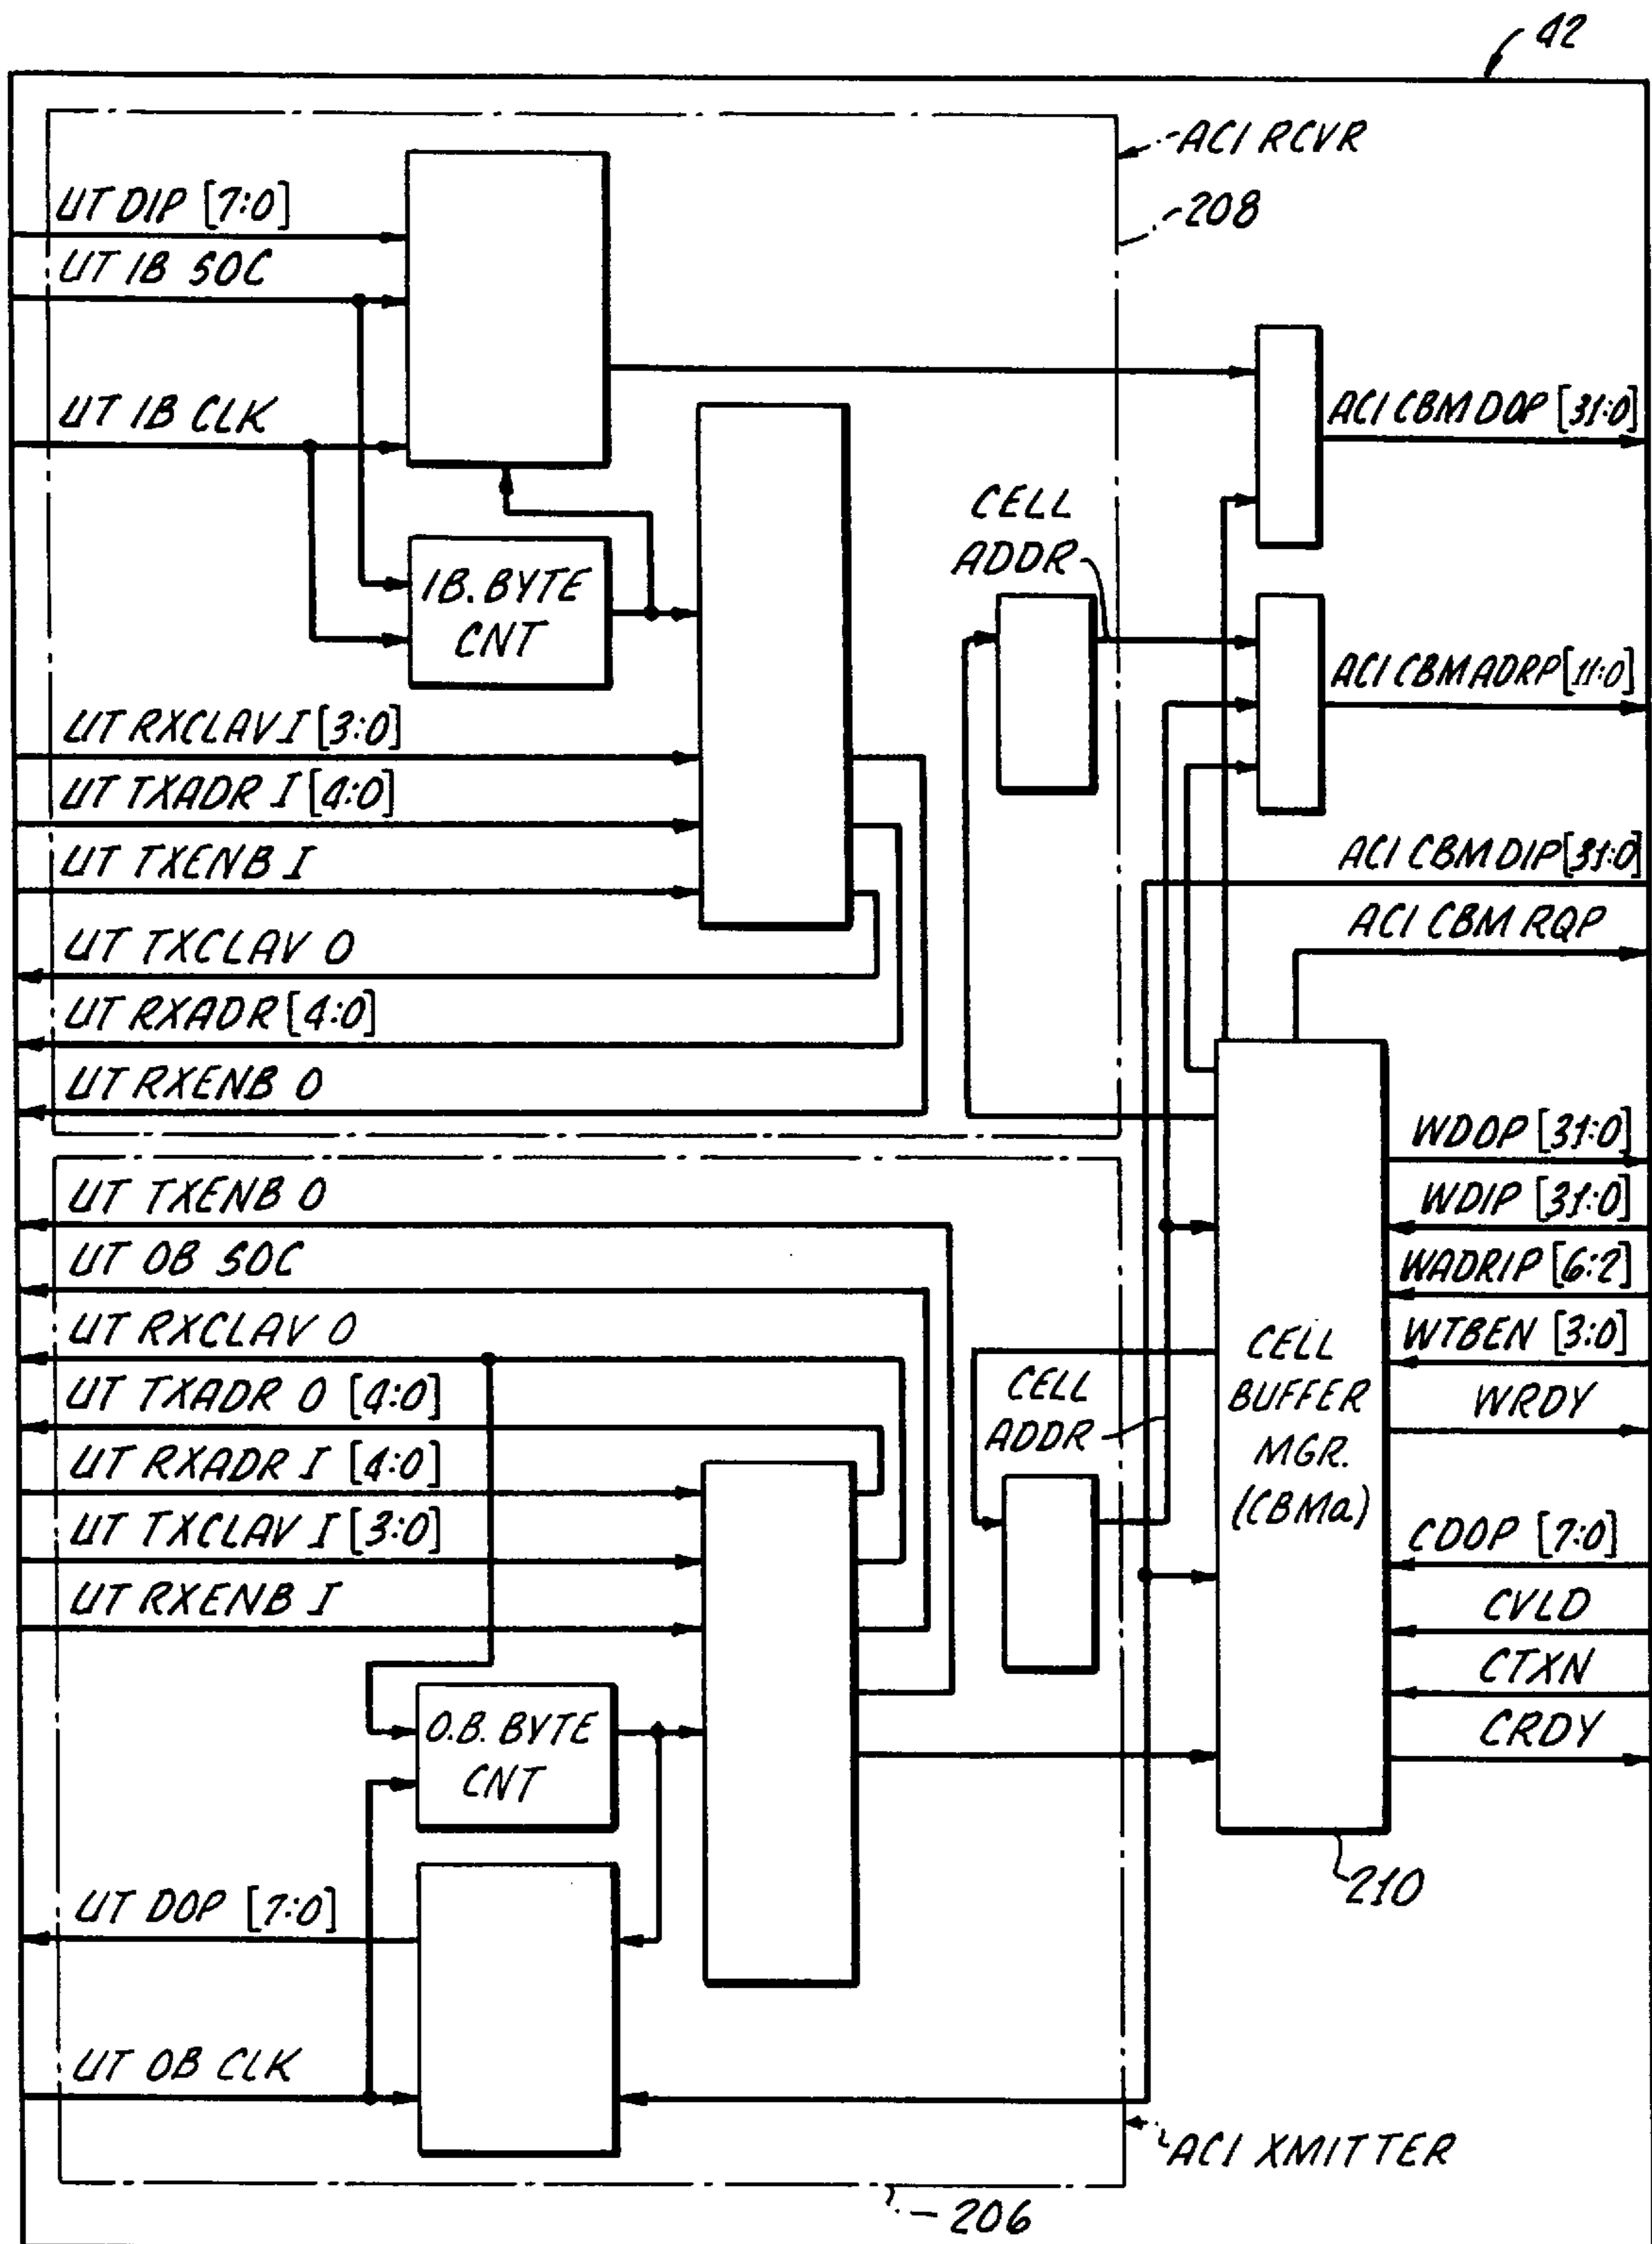 42
ACI RCVR
208
UT DIP [7:0]
UT IB SOC
UT IB CLK
IB. BYTE
CNT
CELL
ADDR
ACI CBM DOP [31:0]
ACI CBM ADRP [11:0]
UT RXCLAV I [3:0]
UT TXADR I [4:0]
UT TXENB I
UT TXCLAV O
UT RXADR [4:0]
UT RXENB O
ACI CBM DIP [31:0]
ACI CBM RQP
UT TXENB O
UT OB SOC
UT RXCLAV O
UT TXADR O [4:0]
UT RXADR I [4:0]
UT TXCLAV I [3:0]
UT RXENB I
O.B. BYTE
CNT
UT DOP [7:0]
UT OB CLK
CELL
ADDR
CELL
BUFFER
MGR.
(CBMa)
WDOP [31:0]
WDIP [31:0]
WADRIP [6:2]
WTBEN [3:0]
WRDY
CDOP [7:0]
CVLD
CTXN
CRDY
210
ACI XMITTER
206